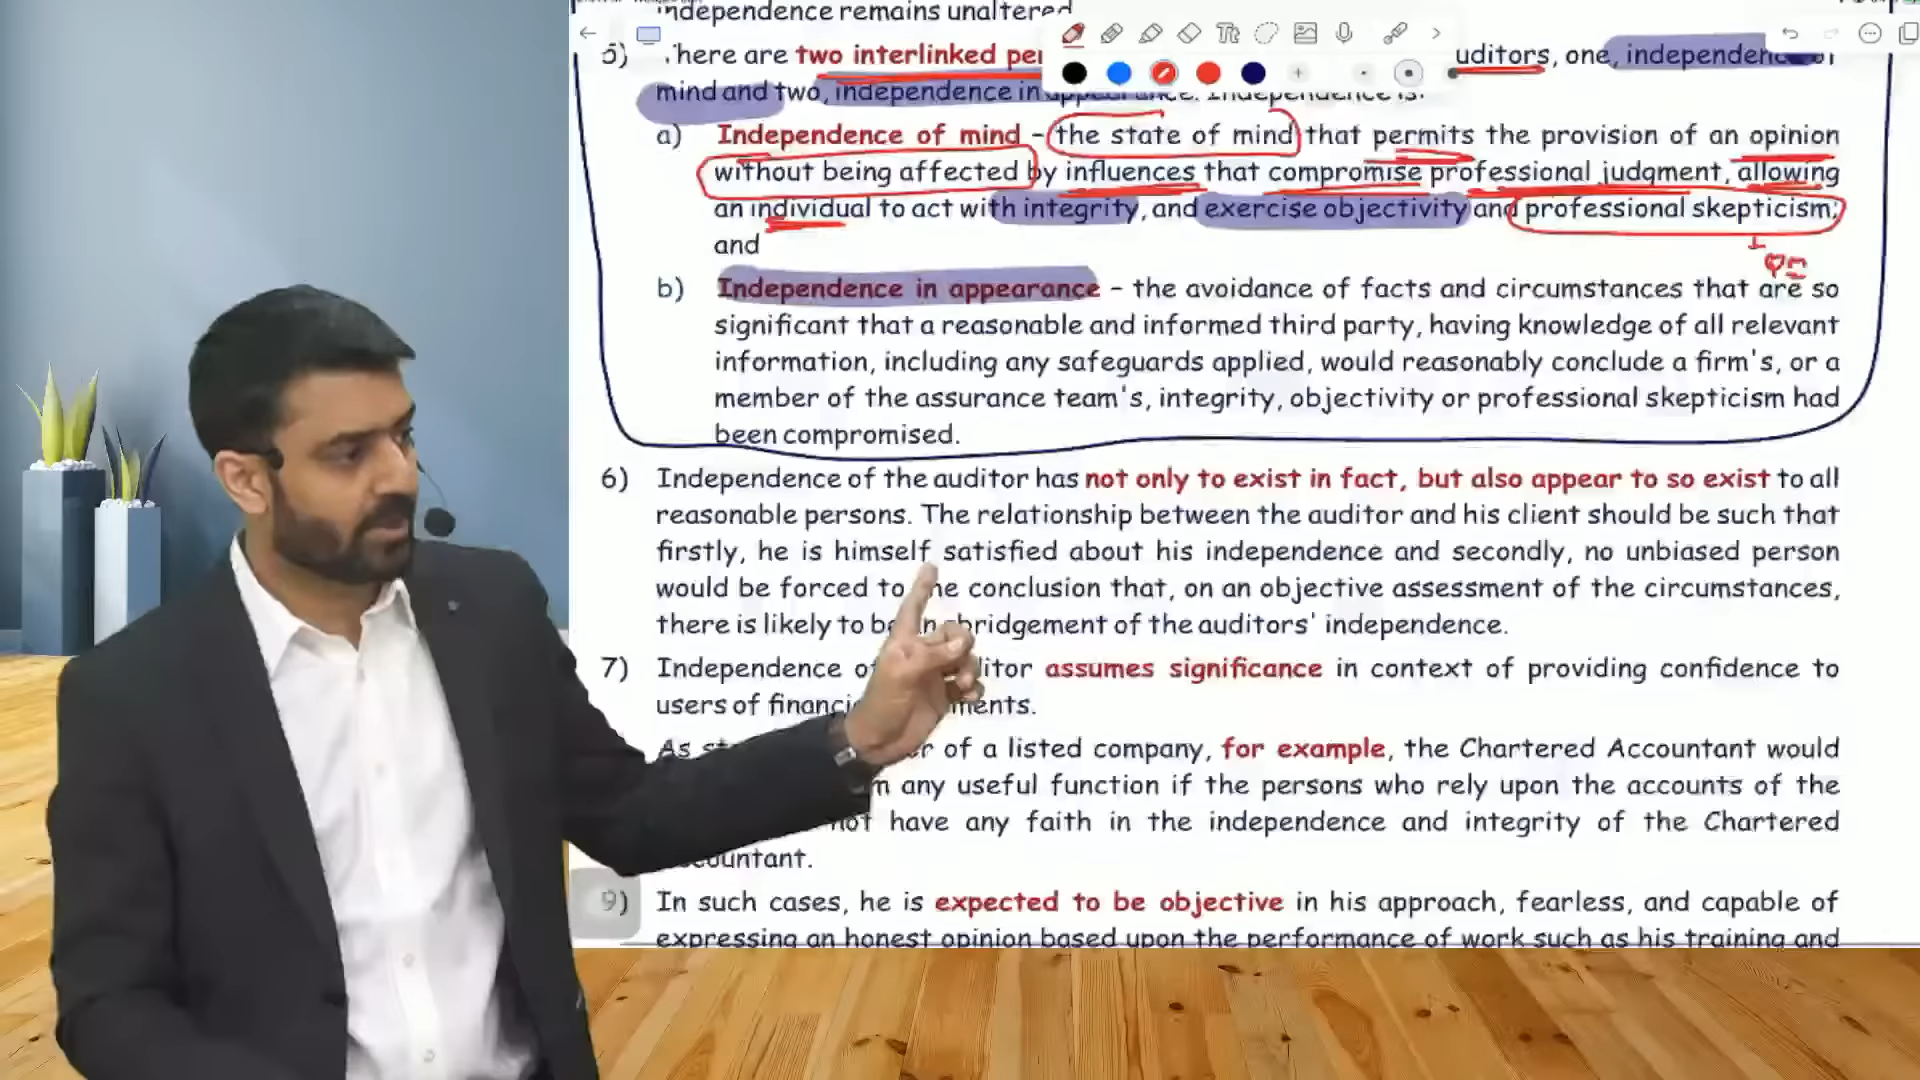 independence remains unaltered
5) There are two interlinked per uditors, one, independence of
mind and two, independence in appearance. Independence is:
a) Independence of mind – the state of mind that permits the provision of an opinion
without being affected by influences that compromise professional judgment, allowing
an individual to act with integrity, and exercise objectivity and professional skepticism;
and
b) Independence in appearance – the avoidance of facts and circumstances that are so
significant that a reasonable and informed third party, having knowledge of all relevant
information, including any safeguards applied, would reasonably conclude a firm's, or a
member of the assurance team's, integrity, objectivity or professional skepticism had
been compromised.
6) Independence of the auditor has not only to exist in fact, but also appear to so exist to all
reasonable persons. The relationship between the auditor and his client should be such that
firstly, he is himself satisfied about his independence and secondly, no unbiased person
would be forced to the conclusion that, on an objective assessment of the circumstances,
there is likely to be an abridgement of the auditors' independence.
7) Independence of ditor assumes significance in context of providing confidence to
users of financi ments.
As st r of a listed company, for example, the Chartered Accountant would
m any useful function if the persons who rely upon the accounts of the
not have any faith in the independence and integrity of the Chartered
ccountant.
9) In such cases, he is expected to be objective in his approach, fearless, and capable of
expressing an honest opinion based upon the performance of work such as his training and